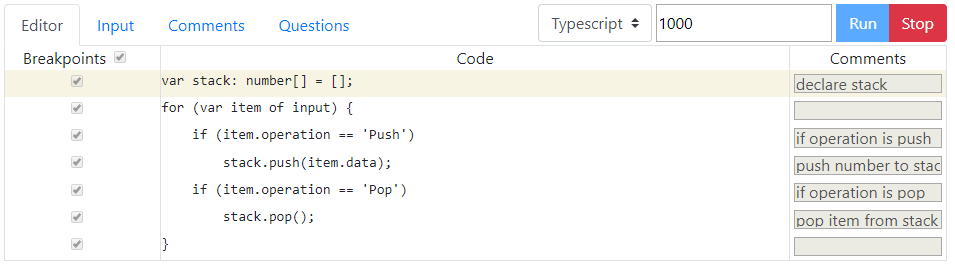 Editor Input Comments Questions Typescript 1000 Run Stop
Breakpoints Code Comments
var stack: number[] = []; declare stack
for (var item of input) {
if (item.operation == 'Push') if operation is push
stack.push(item.data); push number to stac
if (item.operation == 'Pop') if operation is pop
stack.pop(); pop item from stack
}